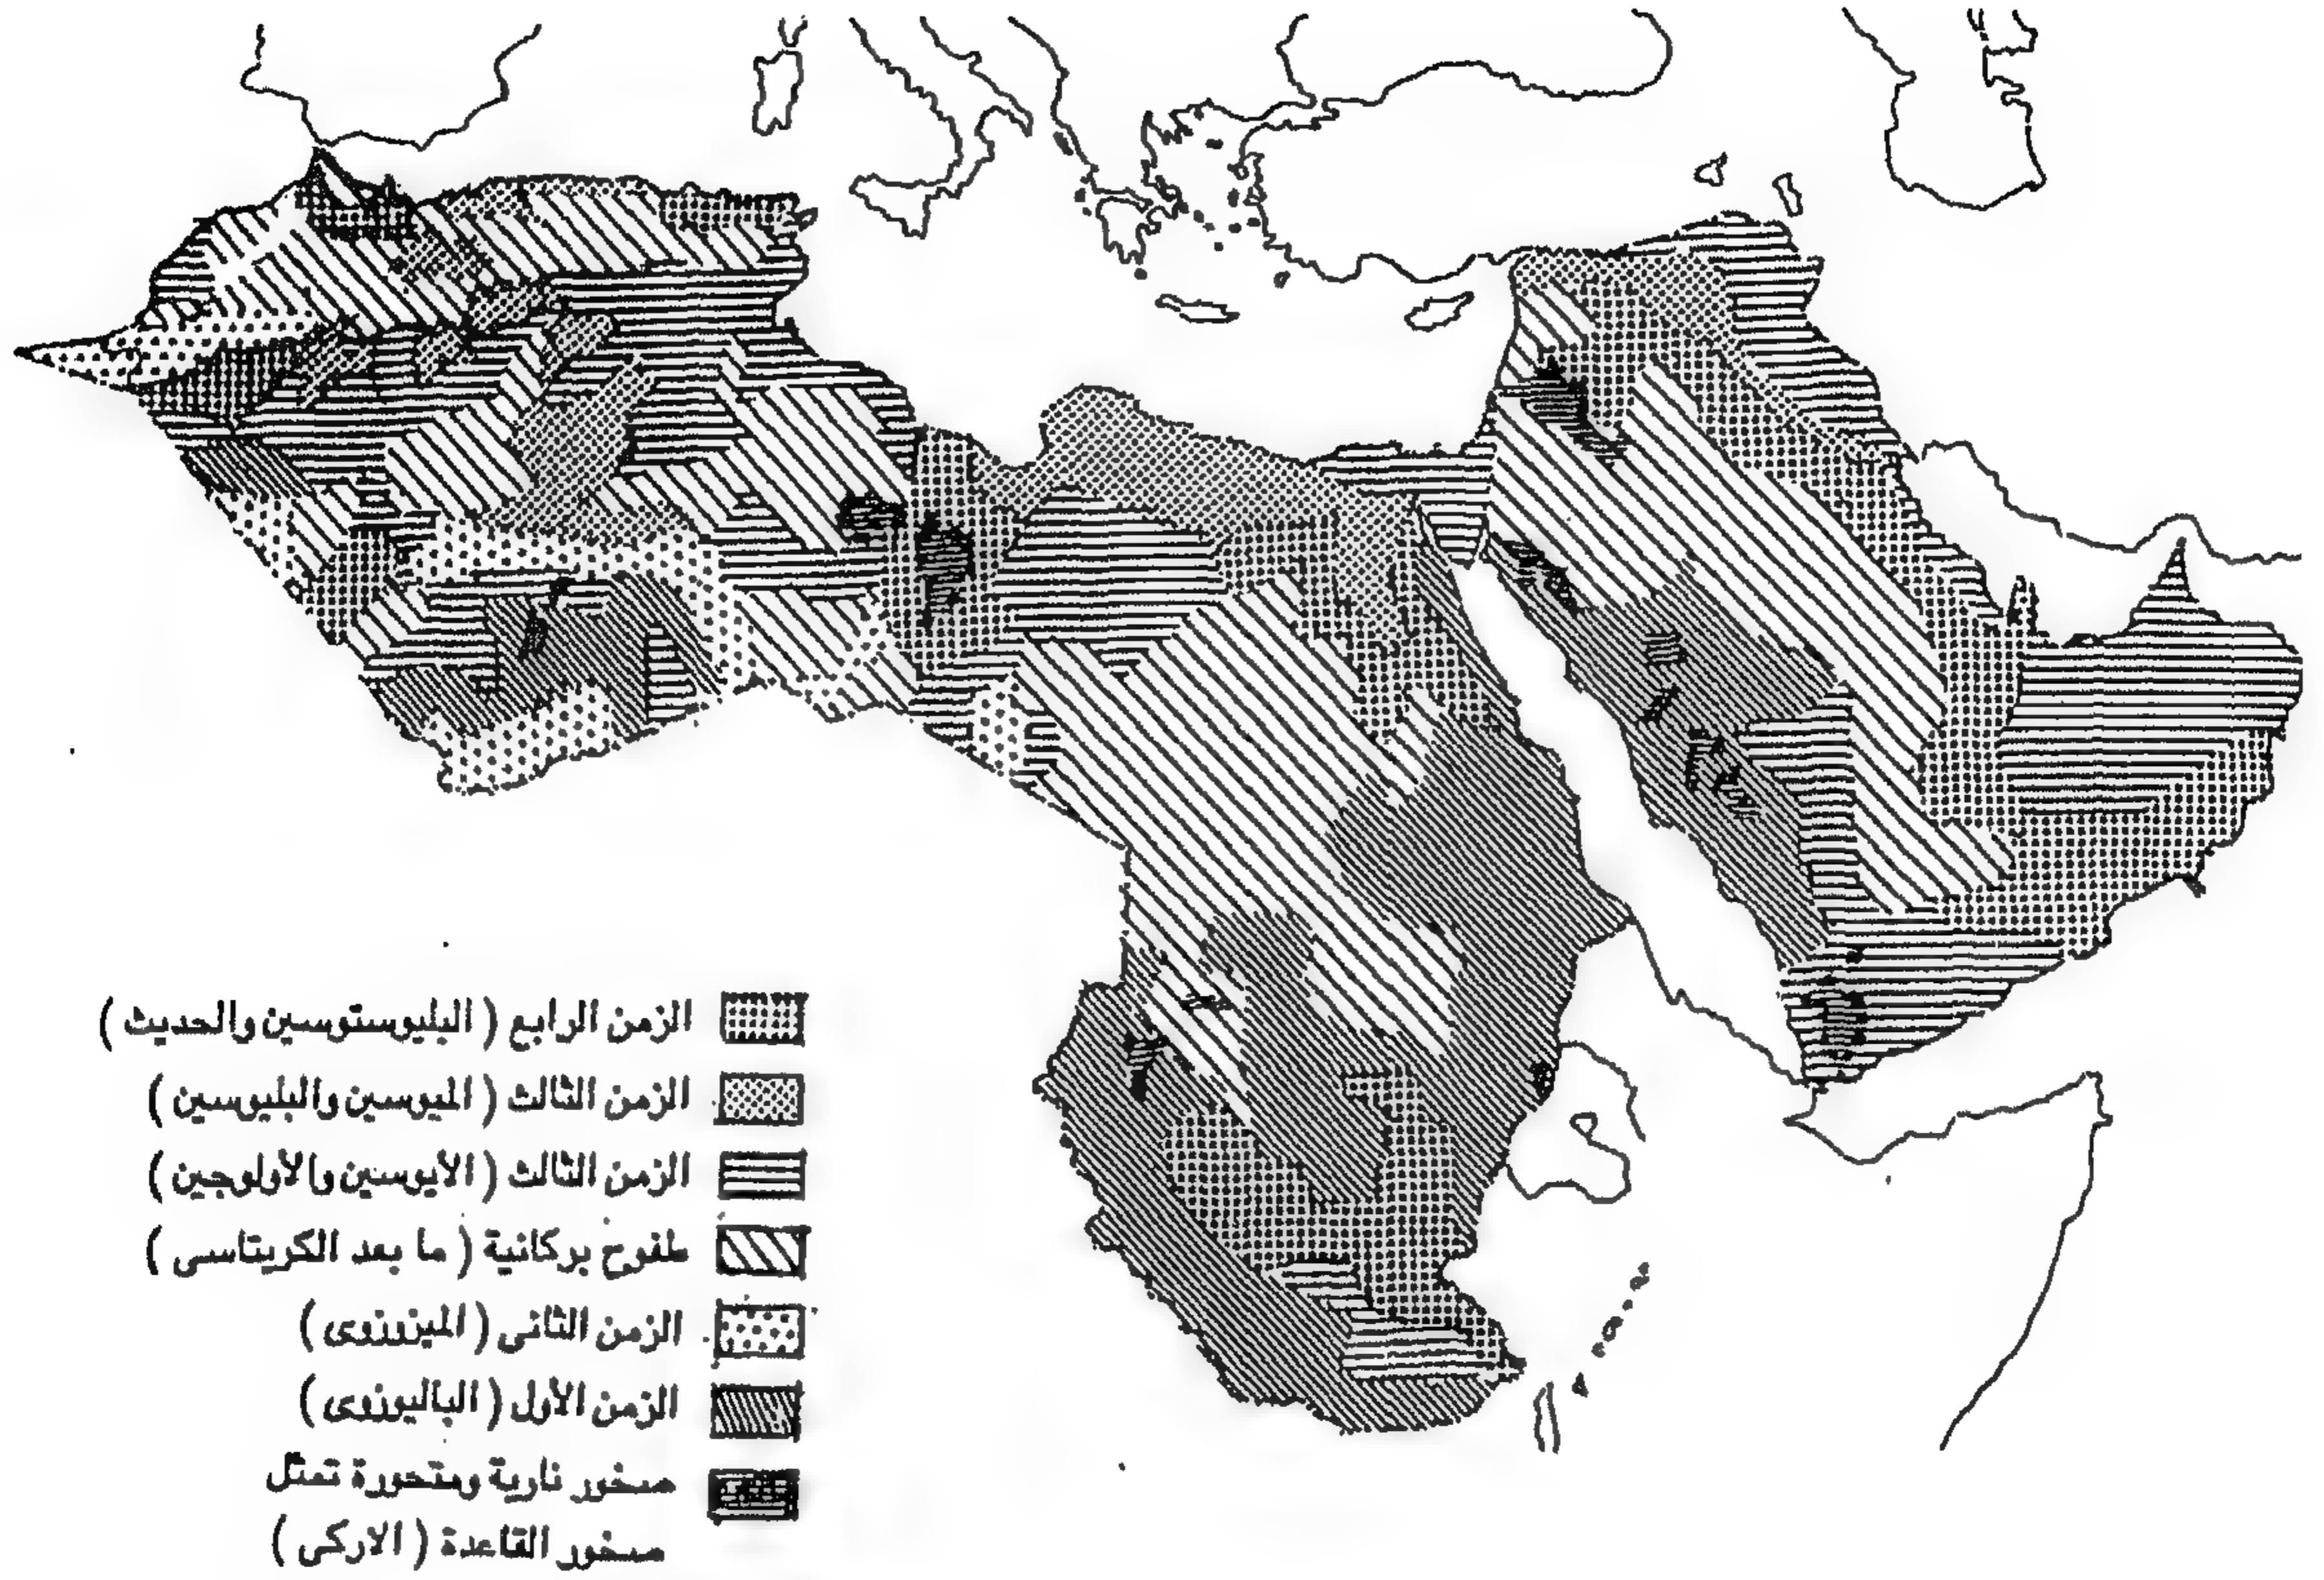 الزمن الرابع ( البليوستوسين والحديث )
الزمن الثالث ( الميوسين والبليوسين )
الزمن الثالث ( الأيوسين والأولوجين )
طفوح بركانية ( ما بعد الكريتاسى )
الزمن الثانى ( الميزوزوى )
الزمن الأول ( الباليوزوى )
صخور نارية ومتحورة تمثل
صخور القاعدة ( الاركى )